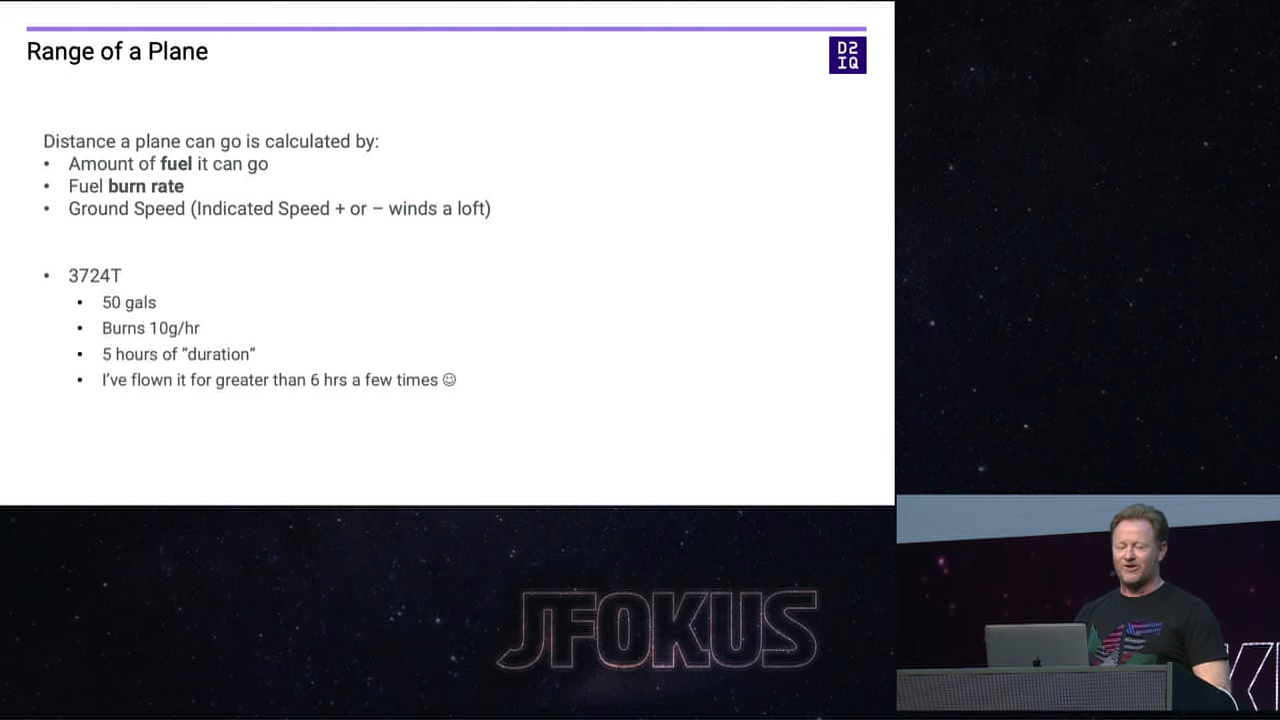 Range of a Plane
D2
IQ
Distance a plane can go is calculated by:
• Amount of fuel it can go
• Fuel burn rate
• Ground Speed (Indicated Speed + or – winds a loft)
• 3724T
• 50 gals
• Burns 10g/hr
• 5 hours of “duration”
• I’ve flown it for greater than 6 hrs a few times ☺
JFOKUS